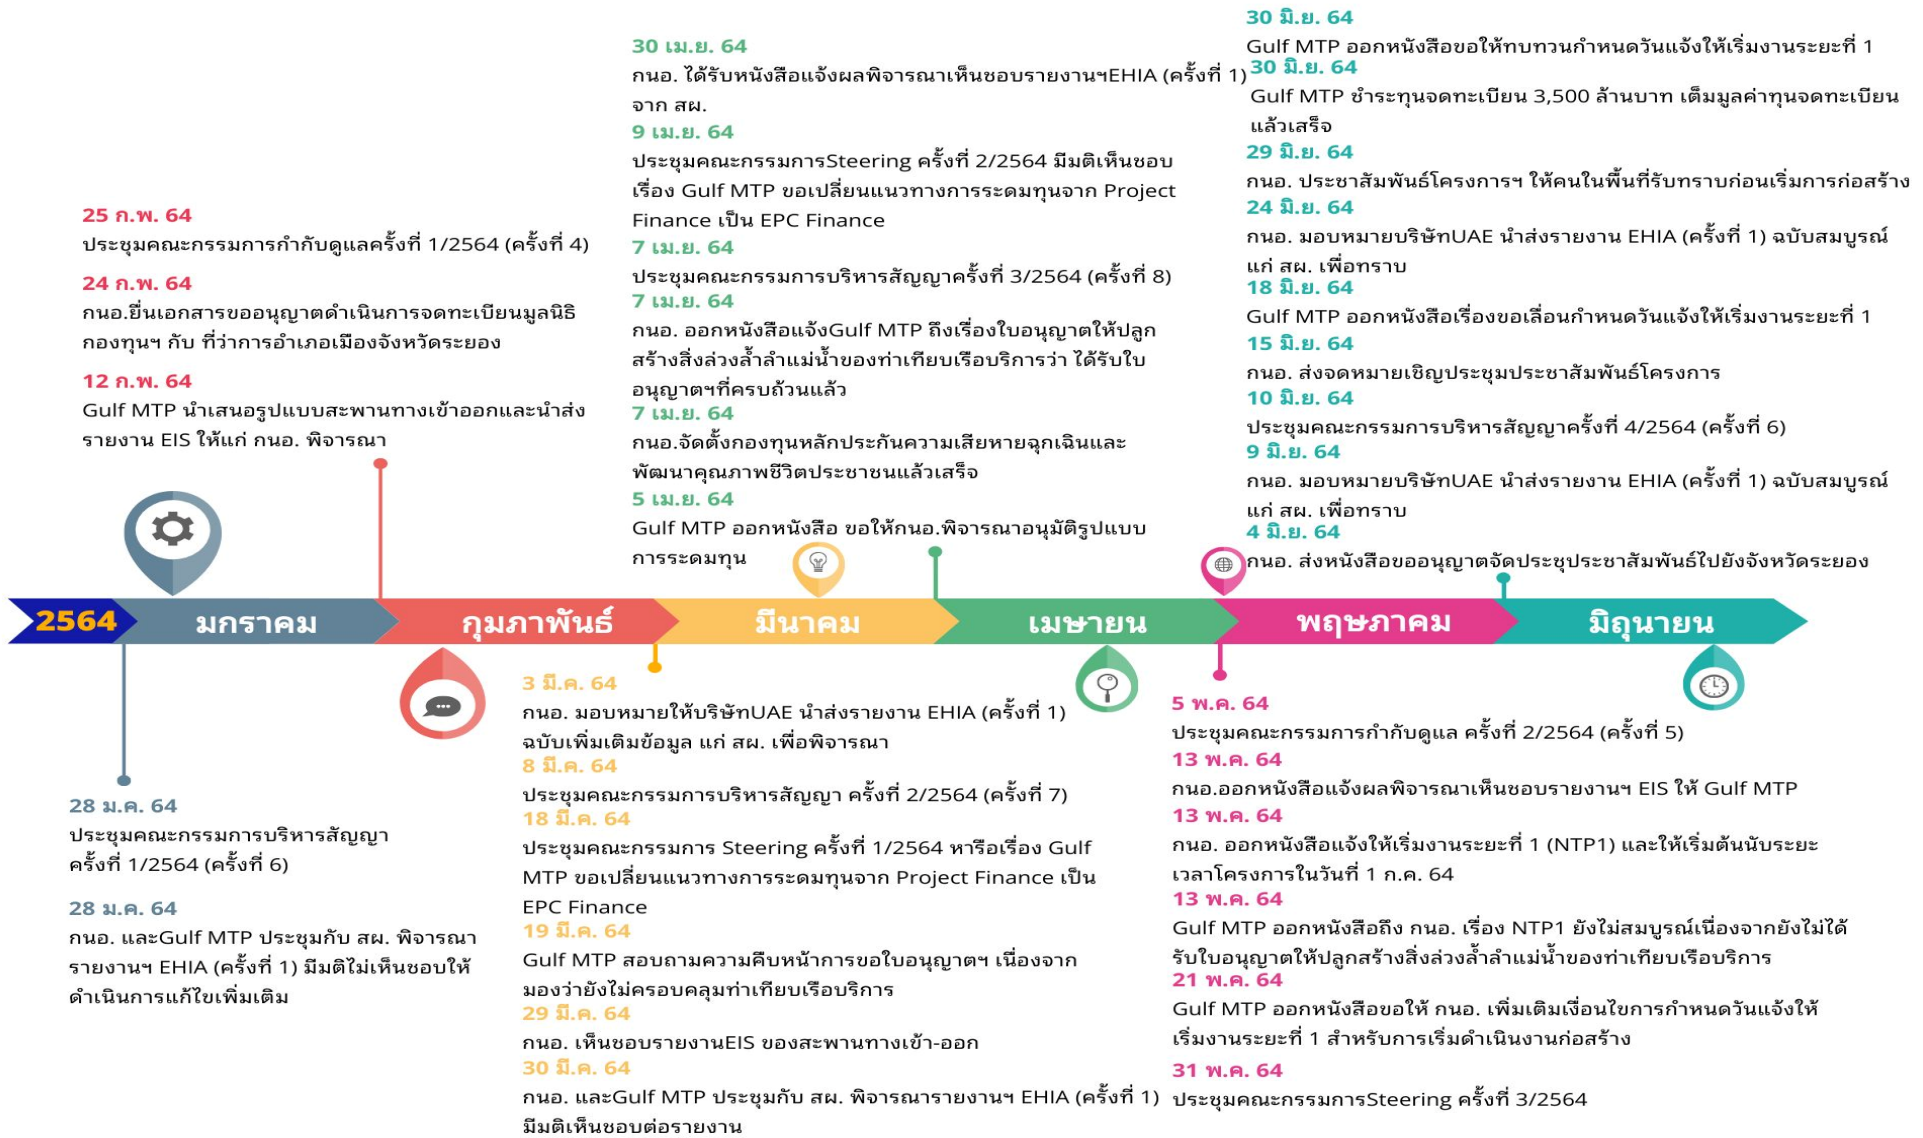 25 ก.พ. 64
ประชุมคณะกรรมการกำกับดูแลครั้งที่ 1/2564 (ครั้งที่ 4)
24 ก.พ. 64
กนอ.ยื่นเอกสารขออนุญาตดำเนินการจดทะเบียนมูลนิธิ
กองทุนฯ กับ ที่ว่าการอำเภอเมืองจังหวัดระยอง
12 ก.พ. 64
Gulf MTP นำเสนอรูปแบบสะพานทางเข้าออกและนำส่ง
รายงาน EIS ให้แก่ กนอ. พิจารณา
30 เม.ย. 64
กนอ. ได้รับหนังสือแจ้งผลพิจารณาเห็นชอบรายงานฯEHIA (ครั้งที่ 1)
จาก สผ.
9 เม.ย. 64
ประชุมคณะกรรมการSteering ครั้งที่ 2/2564 มีมติเห็นชอบ
เรื่อง Gulf MTP ขอเปลี่ยนแนวทางการระดมทุนจาก Project
Finance เป็น EPC Finance
7 เม.ย. 64
ประชุมคณะกรรมการบริหารสัญญาครั้งที่ 3/2564 (ครั้งที่ 8)
7 เม.ย. 64
กนอ. ออกหนังสือแจ้งGulf MTP ถึงเรื่องใบอนุญาตให้ปลูก
สร้างสิ่งล่วงล้ำลำแม่น้ำของท่าเทียบเรือบริการว่า ได้รับใบ
อนุญาตฯที่ครบถ้วนแล้ว
7 เม.ย. 64
กนอ.จัดตั้งกองทุนหลักประกันความเสียหายฉุกเฉินและ
พัฒนาคุณภาพชีวิตประชาชนแล้วเสร็จ
5 เม.ย. 64
Gulf MTP ออกหนังสือ ขอให้กนอ.พิจารณาอนุมัติรูปแบบ
การระดมทุน
30 มิ.ย. 64
Gulf MTP ออกหนังสือขอให้ทบทวนกำหนดวันแจ้งให้เริ่มงานระยะที่ 1
30 มิ.ย. 64
Gulf MTP ชำระทุนจดทะเบียน 3,500 ล้านบาท เต็มมูลค่าทุนจดทะเบียน
แล้วเสร็จ
29 มิ.ย. 64
กนอ. ประชาสัมพันธ์โครงการฯ ให้คนในพื้นที่รับทราบก่อนเริ่มการก่อสร้าง
24 มิ.ย. 64
กนอ. มอบหมายบริษัทUAE นำส่งรายงาน EHIA (ครั้งที่ 1) ฉบับสมบูรณ์
แก่ สผ. เพื่อทราบ
18 มิ.ย. 64
Gulf MTP ออกหนังสือเรื่องขอเลื่อนกำหนดวันแจ้งให้เริ่มงานระยะที่ 1
15 มิ.ย. 64
กนอ. ส่งจดหมายเชิญประชุมประชาสัมพันธ์โครงการ
10 มิ.ย. 64
ประชุมคณะกรรมการบริหารสัญญาครั้งที่ 4/2564 (ครั้งที่ 6)
9 มิ.ย. 64
กนอ. มอบหมายบริษัทUAE นำส่งรายงาน EHIA (ครั้งที่ 1) ฉบับสมบูรณ์
แก่ สผ. เพื่อทราบ
4 มิ.ย. 64
กนอ. ส่งหนังสือขออนุญาตจัดประชุประชาสัมพันธ์ไปยังจังหวัดระยอง
2564
มกราคม
กุมภาพันธ์
มีนาคม
เมษายน
พฤษภาคม
มิถุนายน
28 ม.ค. 64
ประชุมคณะกรรมการบริหารสัญญา
ครั้งที่ 1/2564 (ครั้งที่ 6)
28 ม.ค. 64
กนอ. และGulf MTP ประชุมกับ สผ. พิจารณา
รายงานฯ EHIA (ครั้งที่ 1) มีมติไม่เห็นชอบให้
ดำเนินการแก้ไขเพิ่มเติม
3 มี.ค. 64
กนอ. มอบหมายให้บริษัทUAE นำส่งรายงาน EHIA (ครั้งที่ 1)
ฉบับเพิ่มเติมข้อมูล แก่ สผ. เพื่อพิจารณา
8 มี.ค. 64
ประชุมคณะกรรมการบริหารสัญญา ครั้งที่ 2/2564 (ครั้งที่ 7)
18 มี.ค. 64
ประชุมคณะกรรมการ Steering ครั้งที่ 1/2564 หารือเรื่อง Gulf
MTP ขอเปลี่ยนแนวทางการระดมทุนจาก Project Finance เป็น
EPC Finance
19 มี.ค. 64
Gulf MTP สอบถามความคืบหน้าการขอใบอนุญาตฯ เนื่องจาก
มองว่ายังไม่ครอบคลุมท่าเทียบเรือบริการ
29 มี.ค. 64
กนอ. เห็นชอบรายงานEIS ของสะพานทางเข้า-ออก
30 มี.ค. 64
กนอ. และGulf MTP ประชุมกับ สผ. พิจารณารายงานฯ EHIA (ครั้งที่ 1)
มีมติเห็นชอบต่อรายงาน
5 พ.ค. 64
ประชุมคณะกรรมการกำกับดูแล ครั้งที่ 2/2564 (ครั้งที่ 5)
13 พ.ค. 64
กนอ.ออกหนังสือแจ้งผลพิจารณาเห็นชอบรายงานฯ EIS ให้ Gulf MTP
13 พ.ค. 64
กนอ. ออกหนังสือแจ้งให้เริ่มงานระยะที่ 1 (NTP1) และให้เริ่มต้นนับระยะ
เวลาโครงการในวันที่ 1 ก.ค. 64
13 พ.ค. 64
Gulf MTP ออกหนังสือถึง กนอ. เรื่อง NTP1 ยังไม่สมบูรณ์เนื่องจากยังไม่ได้
รับใบอนุญาตให้ปลูกสร้างสิ่งล่วงล้ำลำแม่น้ำของท่าเทียบเรือบริการ
21 พ.ค. 64
Gulf MTP ออกหนังสือขอให้ กนอ. เพิ่มเติมเงื่อนไขการกำหนดวันแจ้งให้
เริ่มงานระยะที่ 1 สำหรับการเริ่มดำเนินงานก่อสร้าง
31 พ.ค. 64
ประชุมคณะกรรมการSteering ครั้งที่ 3/2564